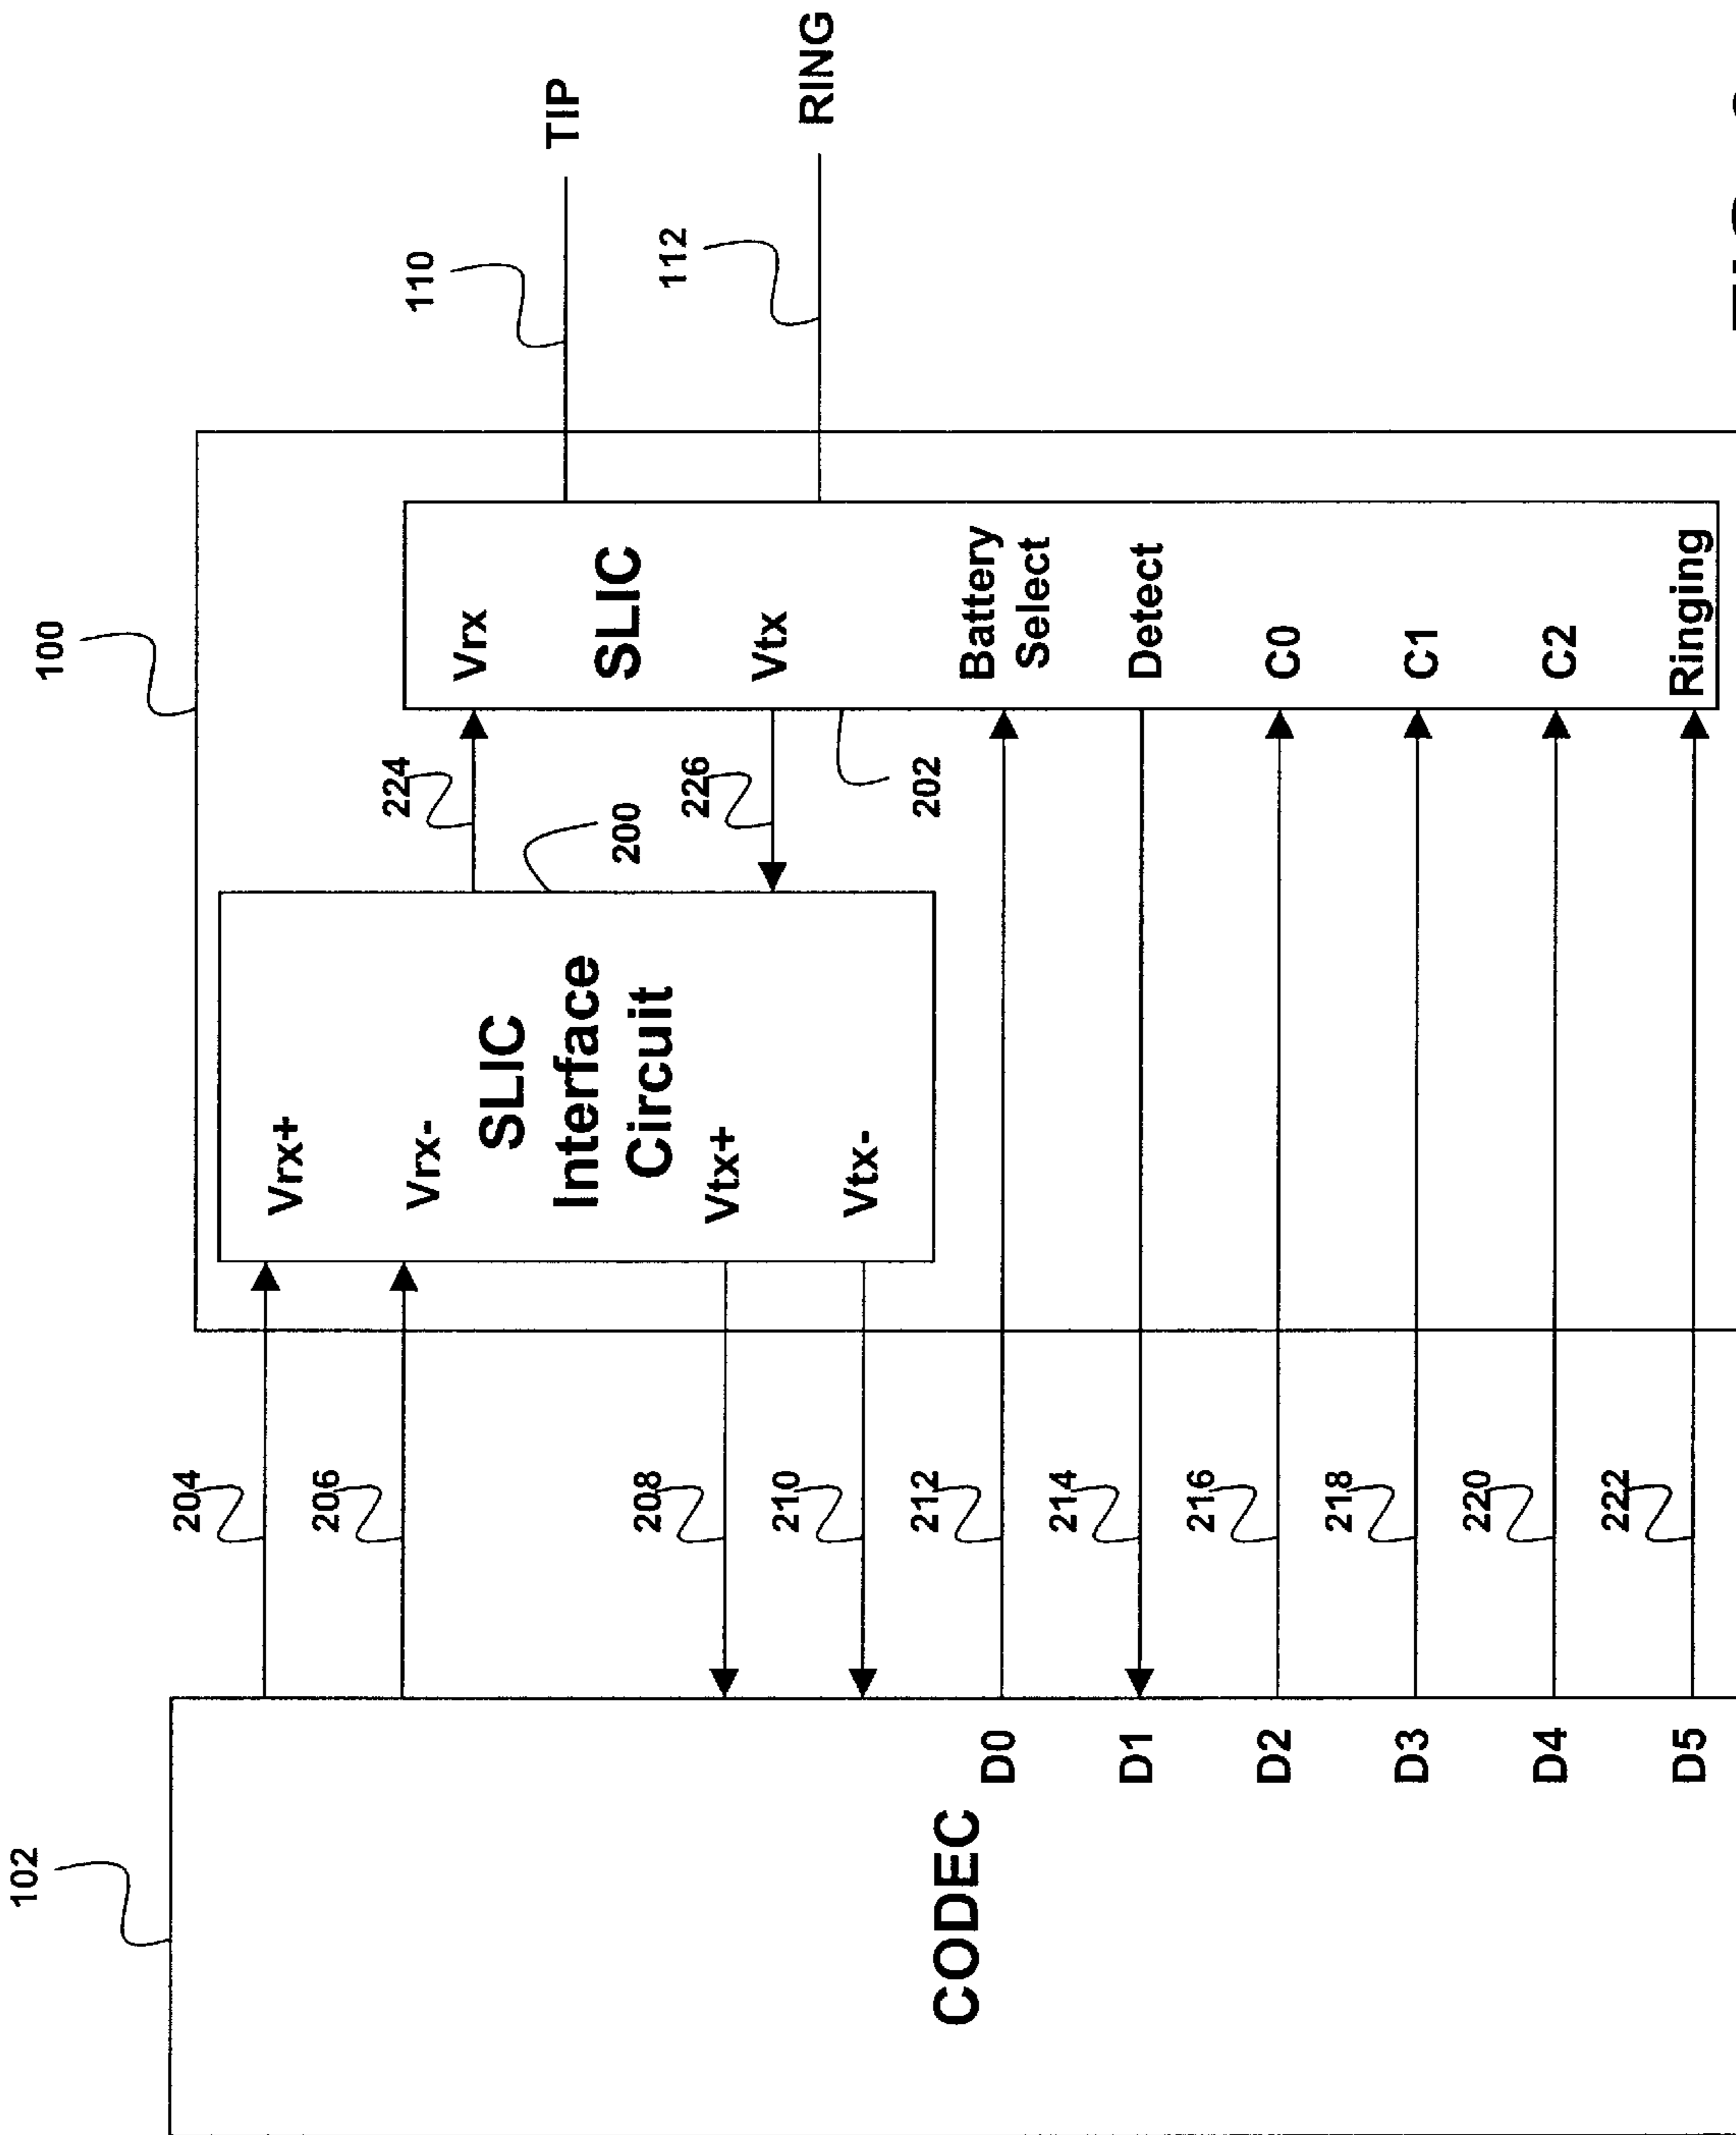 102
100
110
TIP
112
RING
204
206
208
210
212
214
216
218
220
222
224
226
200
202
CODEC
D0
D1
D2
D3
D4
D5
Vrx+
Vrx-
SLIC
Interface
Circuit
Vtx+
Vtx-
Vrx
SLIC
Vtx
Battery
Select
Detect
C0
C1
C2
Ringing